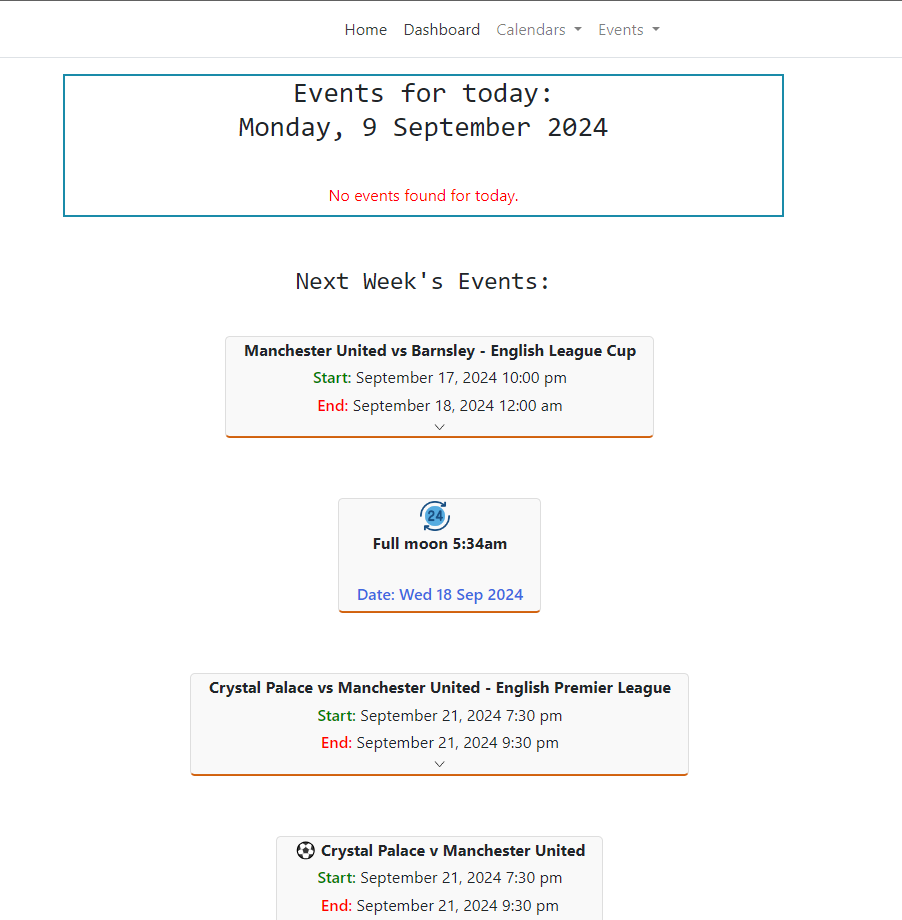 Home Dashboard Calendars Events
Events for today:
Monday, 9 September 2024
No events found for today.
Next Week's Events:
Manchester United vs Barnsley - English League Cup
Start: September 17, 2024 10:00 pm
End: September 18, 2024 12:00 am
24
Full moon 5:34am
Date: Wed 18 Sep 2024
Crystal Palace vs Manchester United - English Premier League
Start: September 21, 2024 7:30 pm
End: September 21, 2024 9:30 pm
Crystal Palace v Manchester United
Start: September 21, 2024 7:30 pm
End: September 21, 2024 9:30 pm